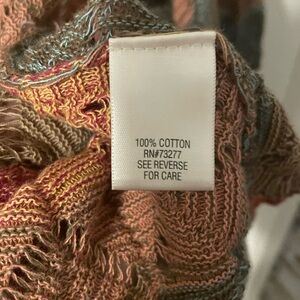 100% COTTON
RN#73277
SEE REVERSE
FOR CARE